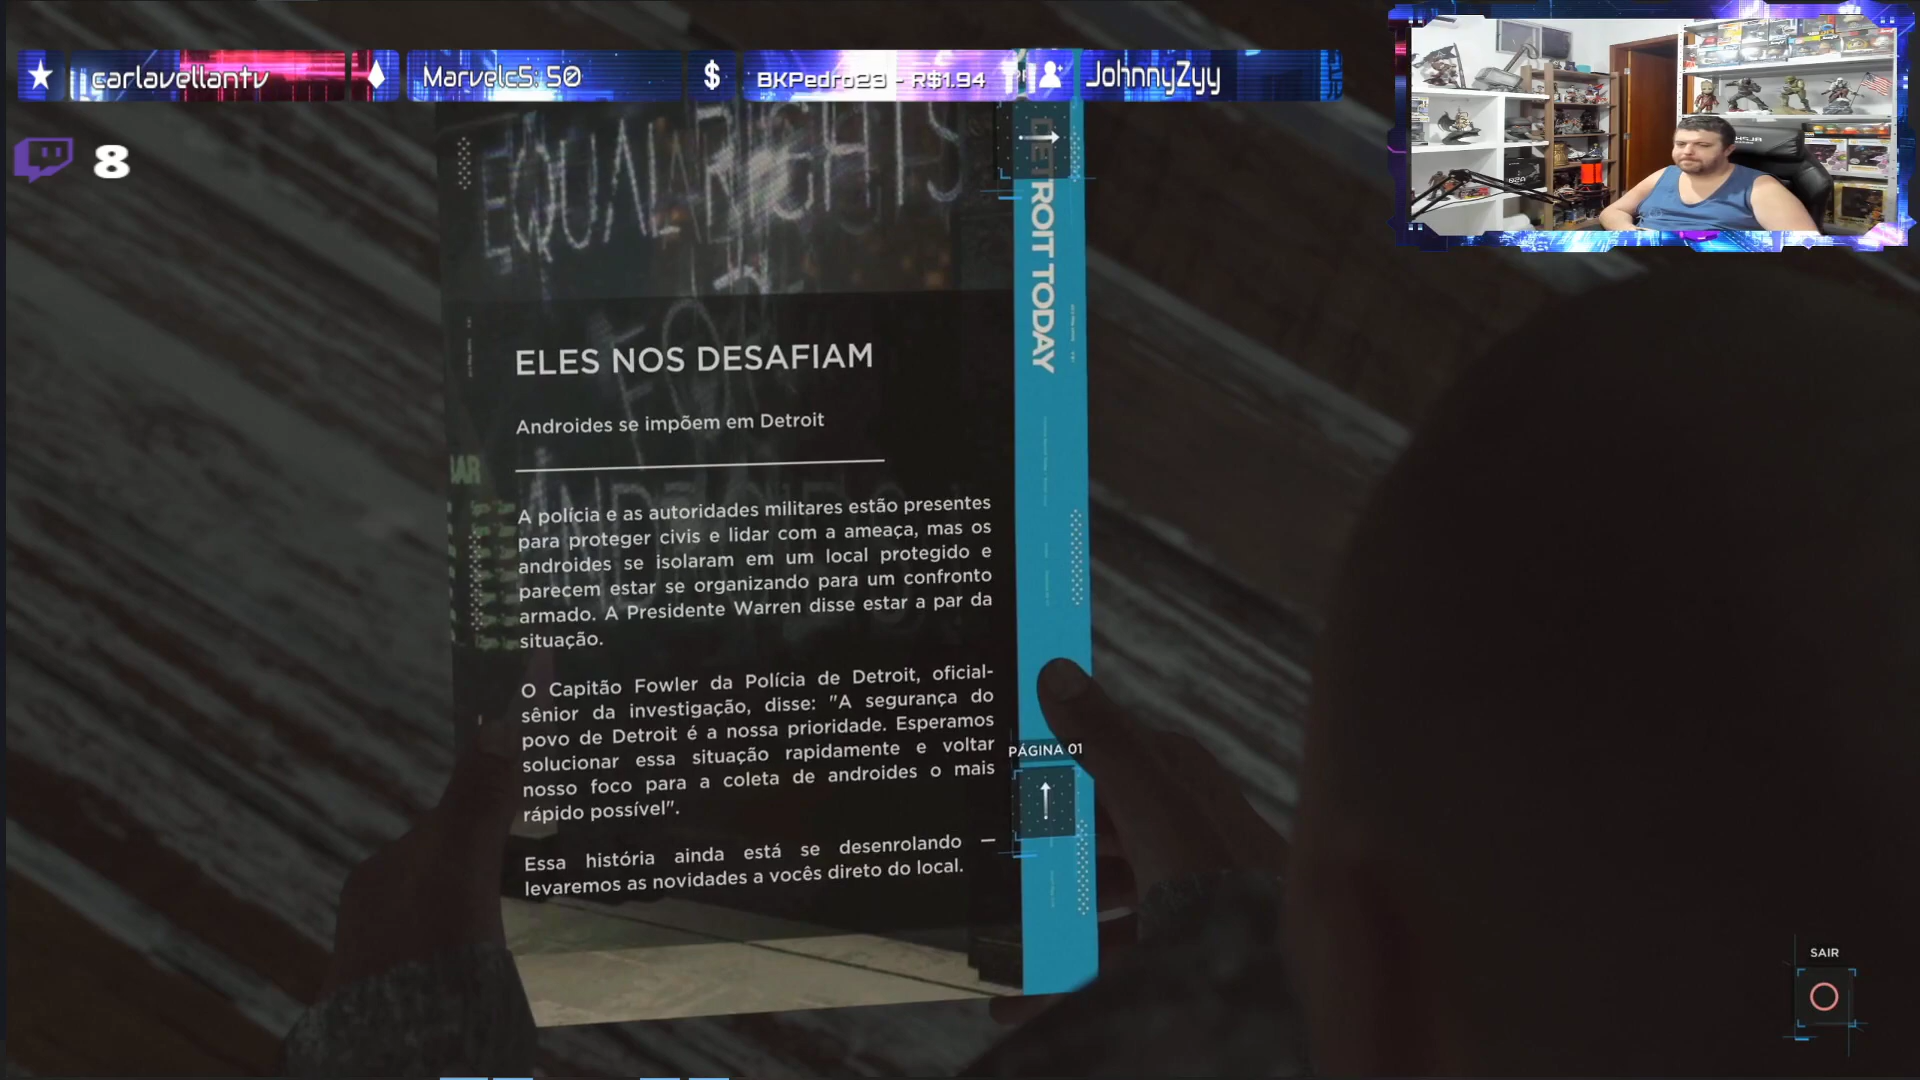 carlavellantv
Marvelc5: 50
$
BKPedro23 - R$1.94
JohnnyZyy
8
EQUAL RIGHTS
FOR
ROIT TODAY
ELES NOS DESAFIAM
Androides se impõem em Detroit
A polícia e as autoridades militares estão presentes
para proteger civis e lidar com a ameaça, mas os
androides se isolaram em um local protegido e
parecem estar se organizando para um confronto
armado. A Presidente Warren disse estar a par da
situação.
O Capitão Fowler da Polícia de Detroit, oficial-
sênior da investigação, disse: "A segurança do
povo de Detroit é a nossa prioridade. Esperamos
solucionar essa situação rapidamente e voltar
nosso foco para a coleta de androides o mais
rápido possível".
Essa história ainda está se desenrolando —
levaremos as novidades a vocês direto do local.
PÁGINA 01
SAIR